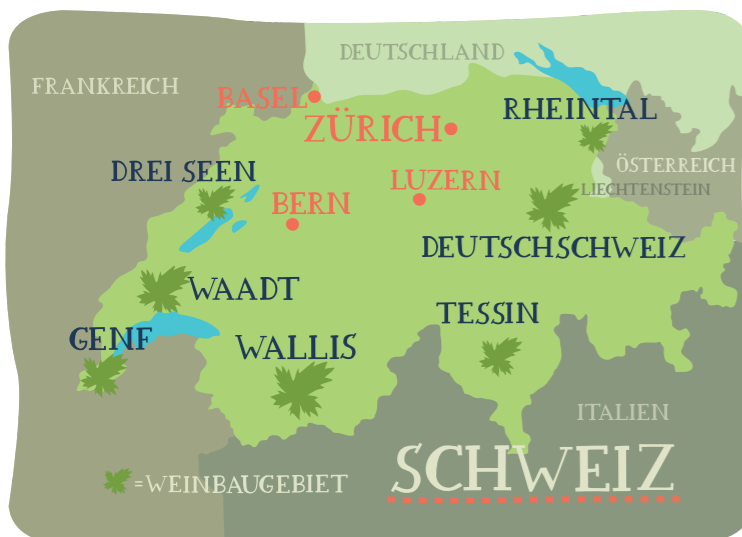 DEUTSCHLAND
FRANKREICH
BASEL
ZÜRICH
RHEINTAL
DREI SEEN
LUZERN
ÖSTERREICH
LIECHTENSTEIN
BERN
DEUTSCHSCHWEIZ
WAADT
TESSIN
GENF
WALLIS
ITALIEN
SCHWEIZ
=WEINBAUGEBIET